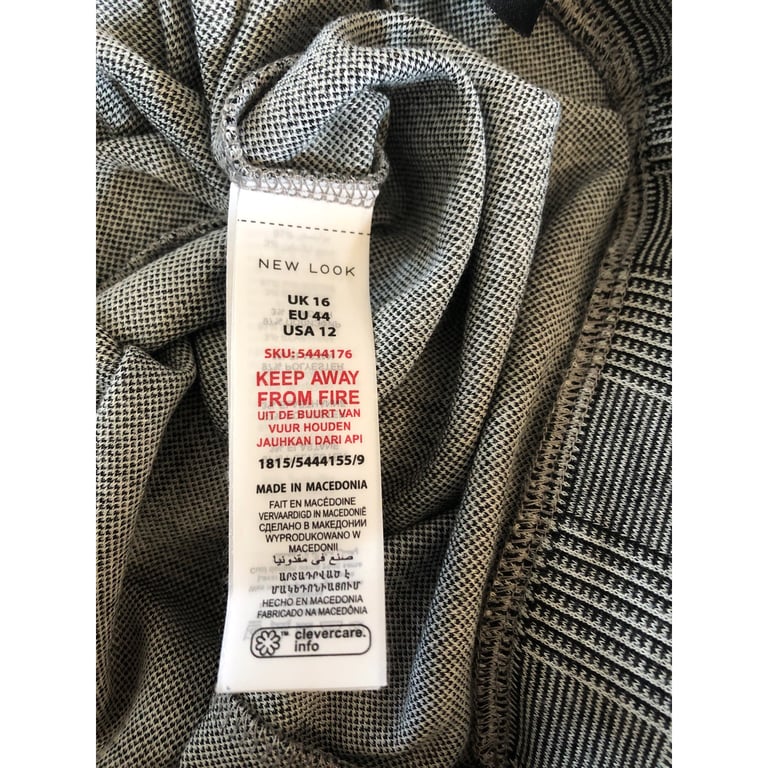 NEW LOOK
UK 16
EU 44
USA 12
SKU: 5444176
KEEP AWAY
FROM FIRE
UIT DE BUURT VAN
VUUR HOUDEN
JAUHKAN DARI API
1815/5444155/9
MADE IN MACEDONIA
FAIT EN MACÉDOINE
VERVAARDIGD IN MACEDONIË
СДЕЛАНО В МАКЕДОНИИ
WYPRODUKOWANO W
MACEDONII
صنع في مقدونيا
ԱՐՏԱԴՐՎԱԾ Է
ՄԱԿԵԴՈՆԻԱՅՈՒՄ
HECHO EN MACEDONIA
FABRICADO NA MACEDÔNIA
™ clevercare.
info